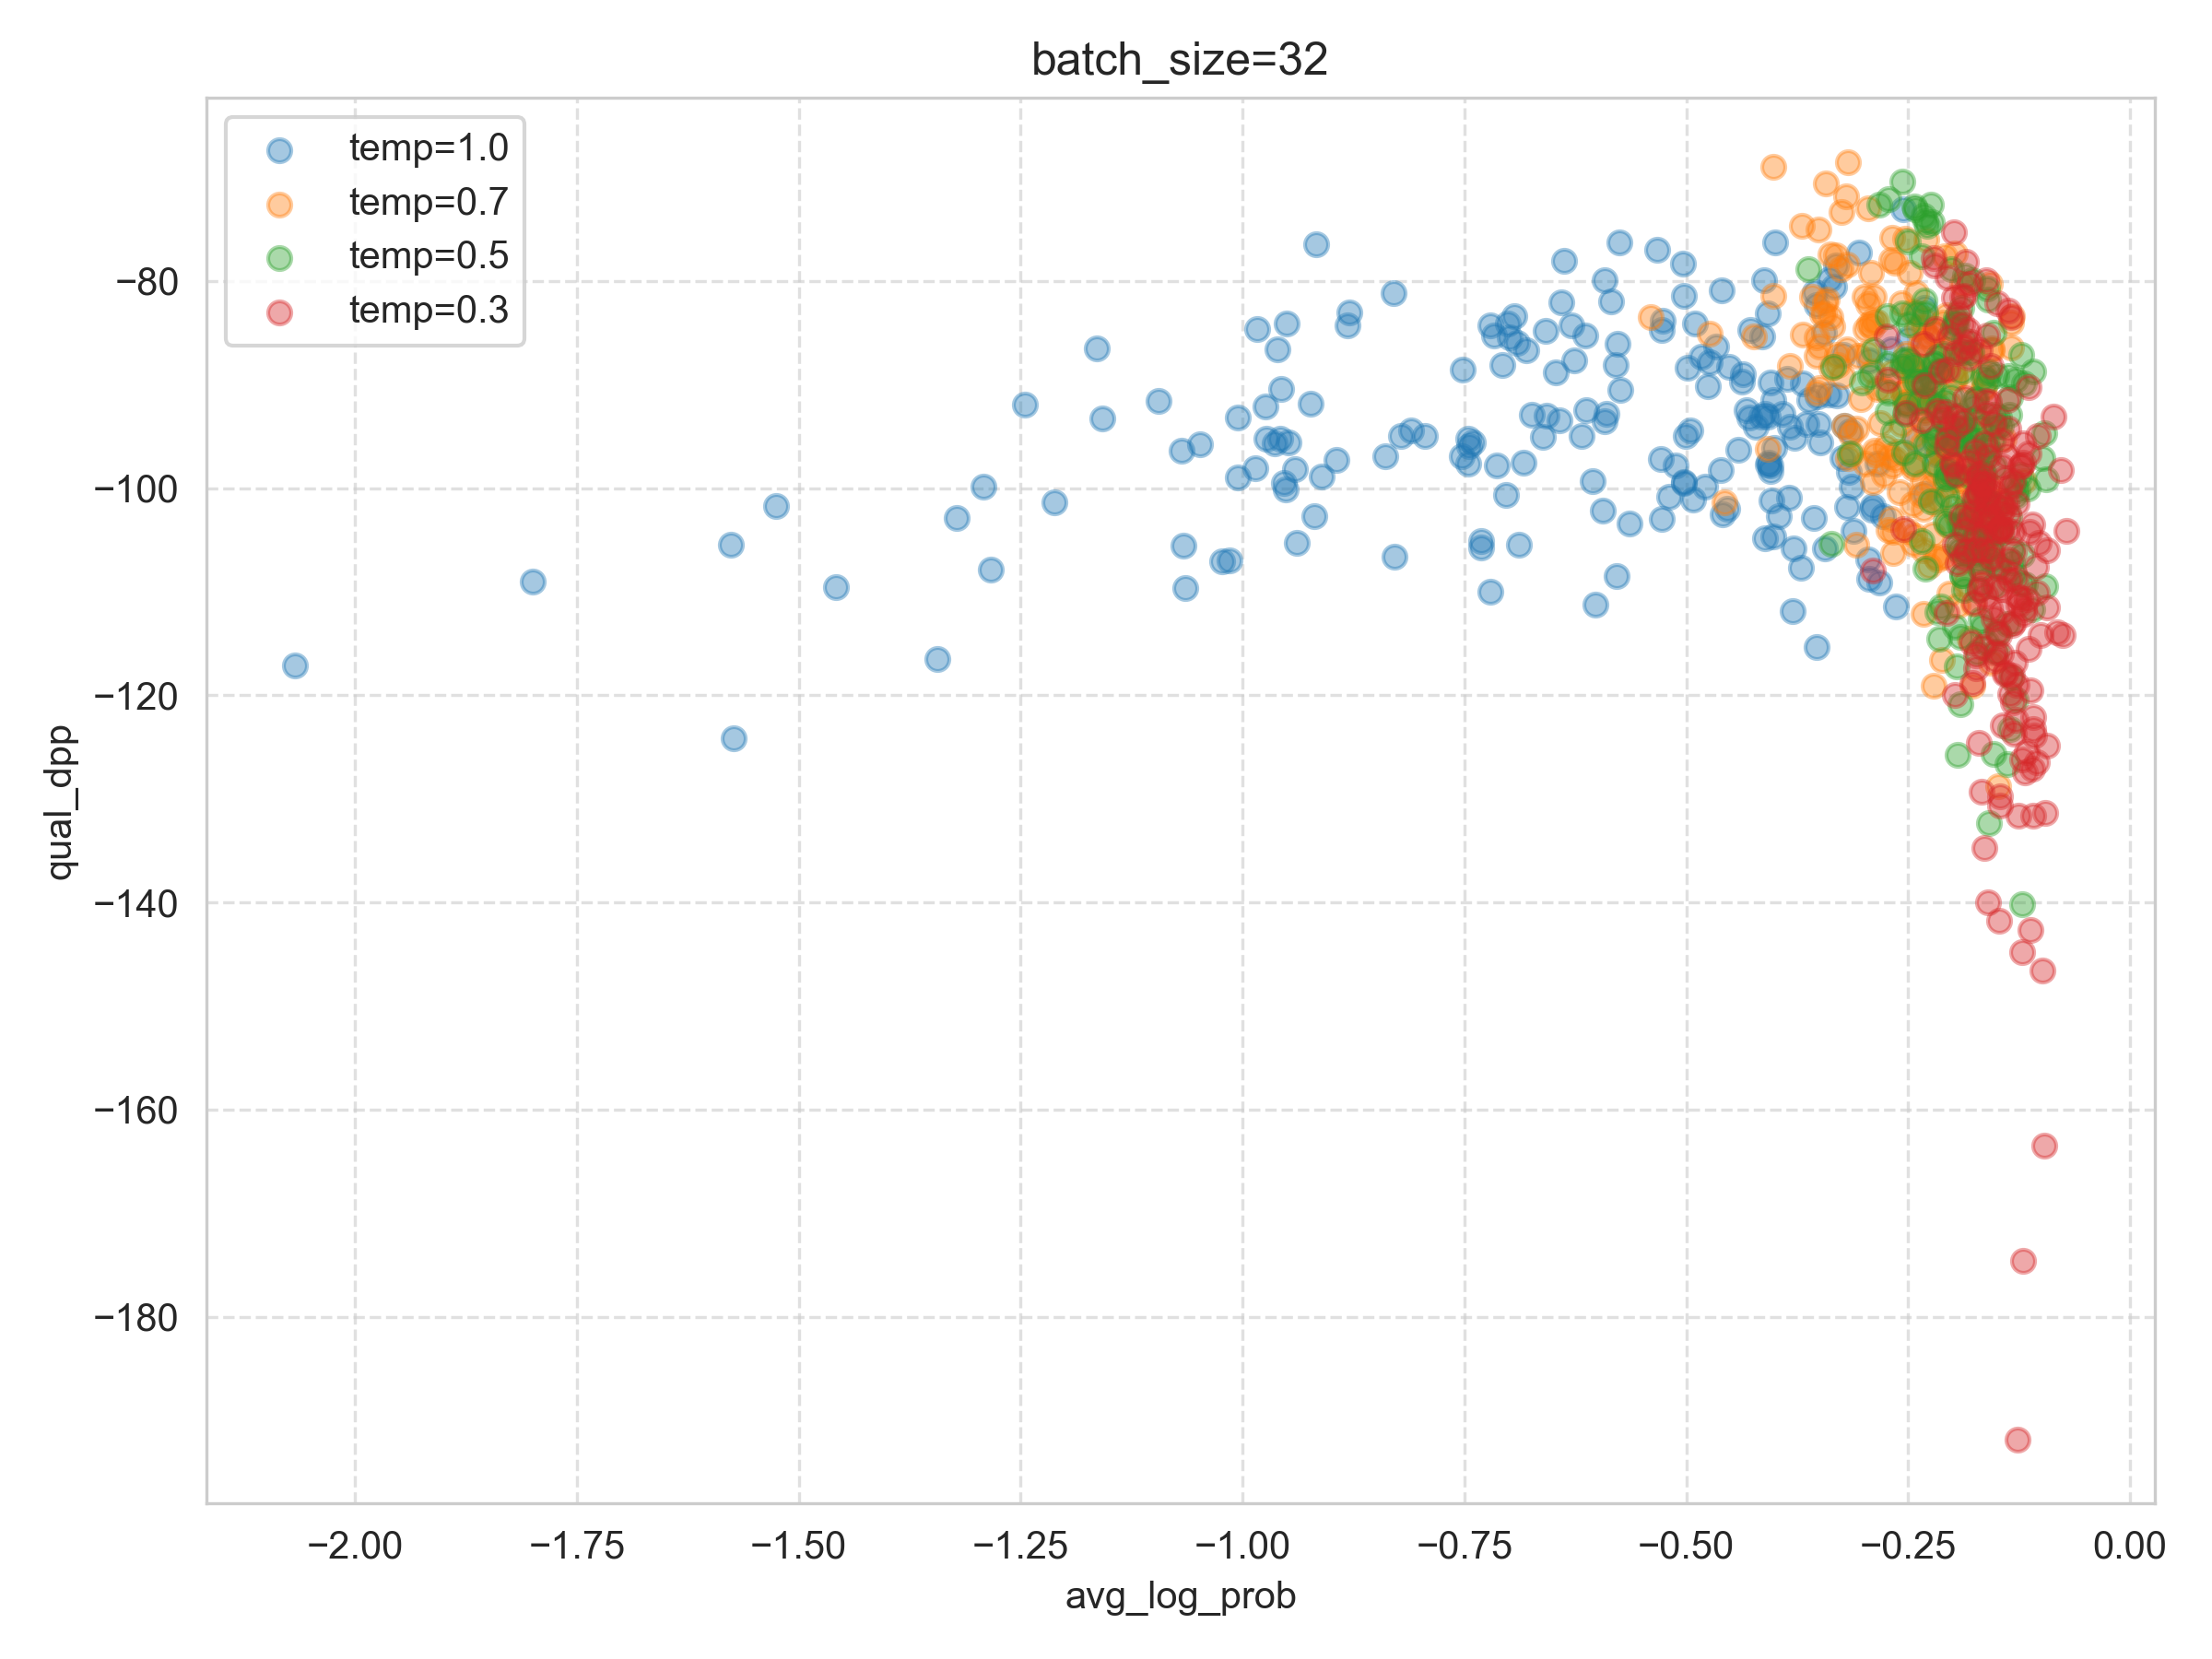 batch_size=32
temp=1.0
temp=0.7
temp=0.5
temp=0.3
qual_dpp
−80
−100
−120
−140
−160
−180
−2.00 −1.75 −1.50 −1.25 −1.00 −0.75 −0.50 −0.25 0.00
avg_log_prob